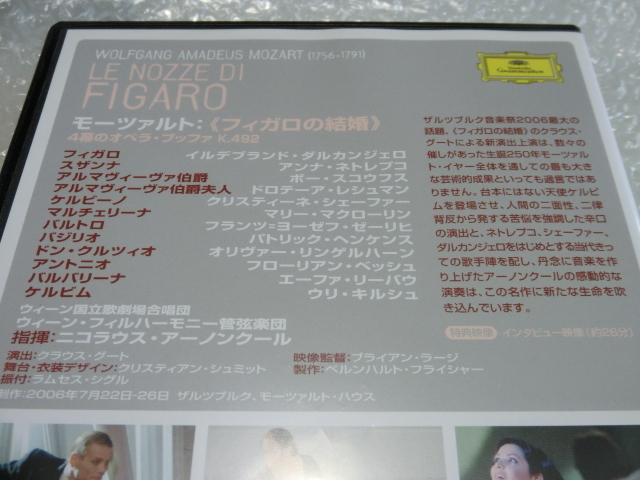 WOLFGANG AMADEUS MOZART (1756-1791)
LE NOZZE DI
FIGARO
モーツァルト:《フィガロの結婚》
4幕のオペラ・ブッファ K.492
フィガロ イルデブランド・ダルカンジェロ
スザンナ アンナ・ネトレプコ
アルマヴィーヴァ伯爵 ボー・スコウフス
アルマヴィーヴァ伯爵夫人 ドロテア・レシュマン
ケルビーノ クリスティーネ・シェーファー
マルチェリーナ マリー・マクローリン
バルトロ フランツ=ヨーゼフ・ゼーリヒ
バジリオ パトリック・ヘンケンス
ドン・クルツィオ オリヴァー・リンゲルハーン
アントニオ フローリアン・ベッシュ
バルバリーナ エーファ・リーバウ
ケルビム ウリ・キルシュ
ウィーン国立歌劇場合唱団
ウィーン・フィルハーモニー管弦楽団
指揮:ニコラウス・アーノンクール
演出:クラウス・グート
舞台・衣装デザイン:クリスティアン・シュミット
振付:ラムセス・シグル
映像監督:ブライアン・ラージ
製作:ベルンハルト・フライシャー
制作:2006年7月22日-26日 ザルツブルク、モーツァルト・ハウス
Deutsche
Grammophon
ザルツブルク音楽祭2006最大の
話題、《フィガロの結婚》のクラウス・
グートによる新演出上演は、数々の
催しがあった生誕250年モーツァル
ト・イヤー全体を通しての最も大き
な芸術的成果といっても過言ではあ
りません。台本にはない天使ケルビ
ムを登場させ、人間の二面性、二律
背反から発する苦悩を強調した辛口
の演出と、ネトレプコ、シェーファー、
ダルカンジェロをはじめとする当代きっ
ての歌手陣を配し、丹念に音楽を作
り上げたアーノンクールの感動的な
演奏は、この名作に新たな生命を吹
き込んでいます。
特典映像 インタビュー映像(約26分)